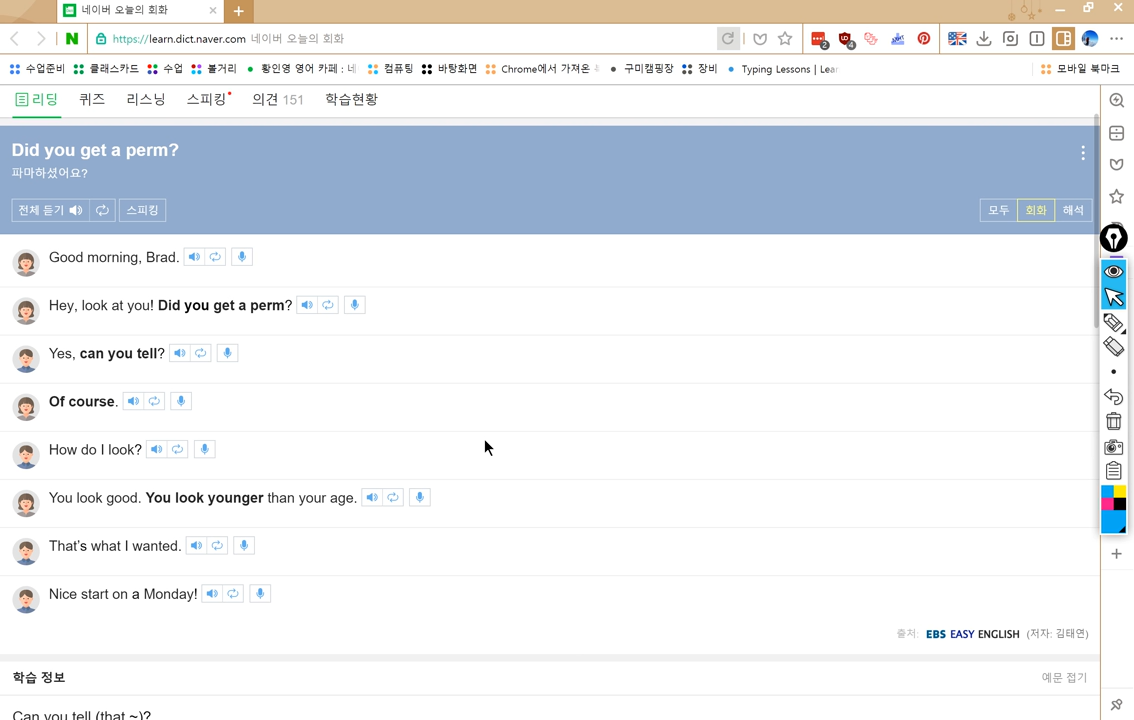 네이버 오늘의 회화
https://learn.dict.naver.com 네이버 오늘의 회화
수업준비 클래스카드 수업 볼거리 황인영 영어 카페 : 네 컴퓨팅 바탕화면 Chrome에서 가져온 구미캠핑장 장비 Typing Lessons | Lear 모바일 북마크
리딩 퀴즈 리스닝 스피킹 의견 151 학습현황
Did you get a perm?
파마하셨어요?
전체 듣기 스피킹 모두 회화 해석
Good morning, Brad.
Hey, look at you! Did you get a perm?
Yes, can you tell?
Of course.
How do I look?
You look good. You look younger than your age.
That's what I wanted.
Nice start on a Monday!
출처: EBS EASY ENGLISH (저자: 김태연)
학습 정보 예문 접기
Can you tell (that ~)?